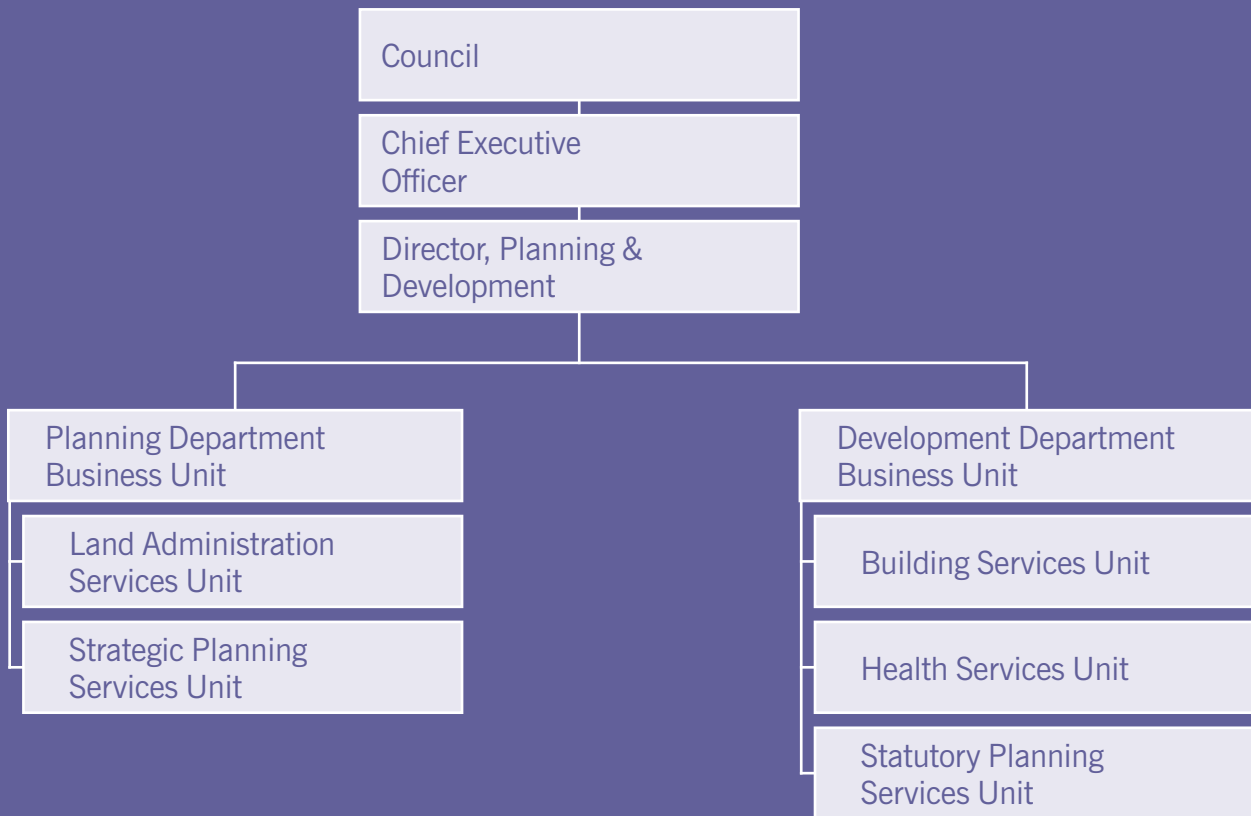 Council
Chief Executive
Officer
Director, Planning &
Development
Planning Department
Business Unit
Land Administration
Services Unit
Strategic Planning
Services Unit
Development Department
Business Unit
Building Services Unit
Health Services Unit
Statutory Planning
Services Unit